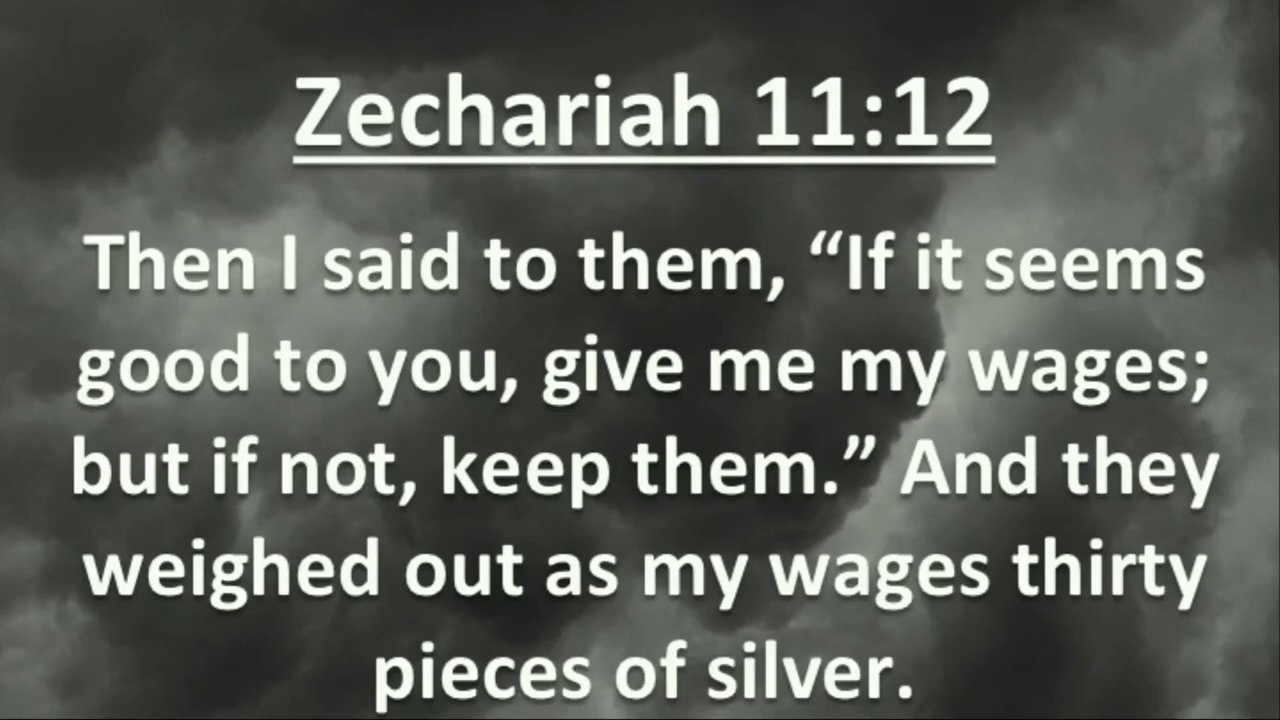 Zechariah 11:12
Then I said to them, “If it seems
good to you, give me my wages;
but if not, keep them.” And they
weighed out as my wages thirty
pieces of silver.